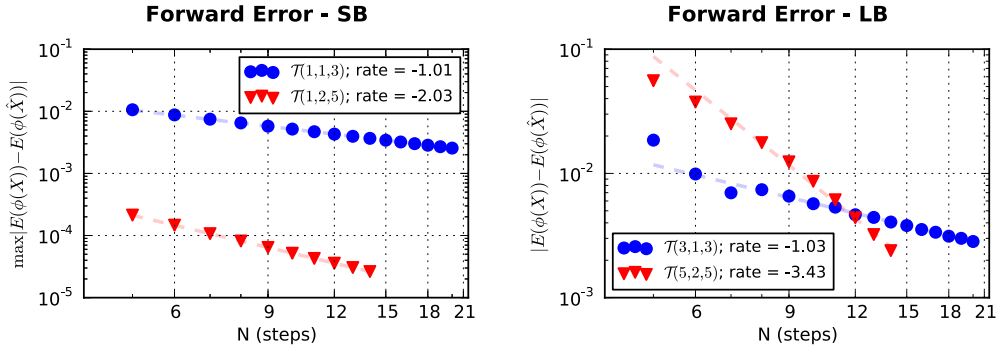 Forward Error - SB
max|E(ϕ(X))−E(ϕ(X̂))|
10⁻¹
10⁻²
10⁻³
10⁻⁴
10⁻⁵
𝒯(1,1,3); rate = -1.01
𝒯(1,2,5); rate = -2.03
6 9 12 15 18 21
N (steps)
Forward Error - LB
|E(ϕ(X))−E(ϕ(X̂))|
10⁻¹
10⁻²
10⁻³
𝒯(3,1,3); rate = -1.03
𝒯(5,2,5); rate = -3.43
6 9 12 15 18 21
N (steps)